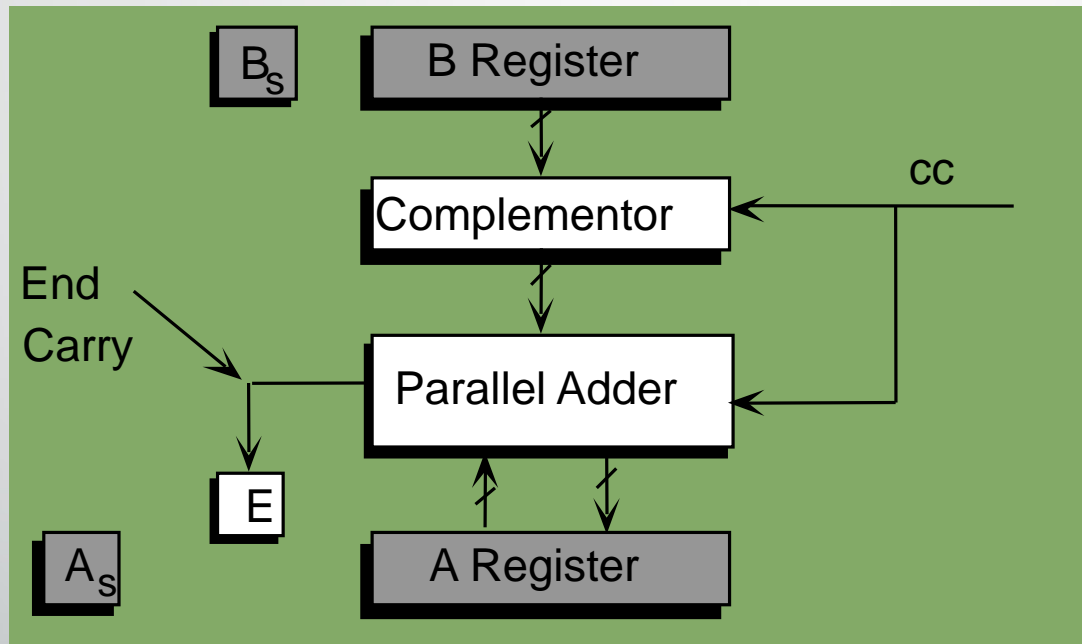 Bs
B Register
cc
Complementor
End
Carry
Parallel Adder
E
As
A Register